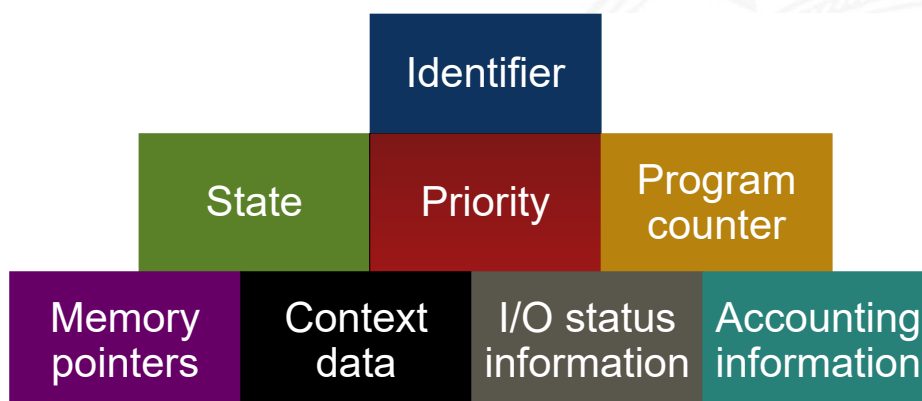 Identifier
State
Priority
Program
counter
Memory
pointers
Context
data
I/O status
information
Accounting
information